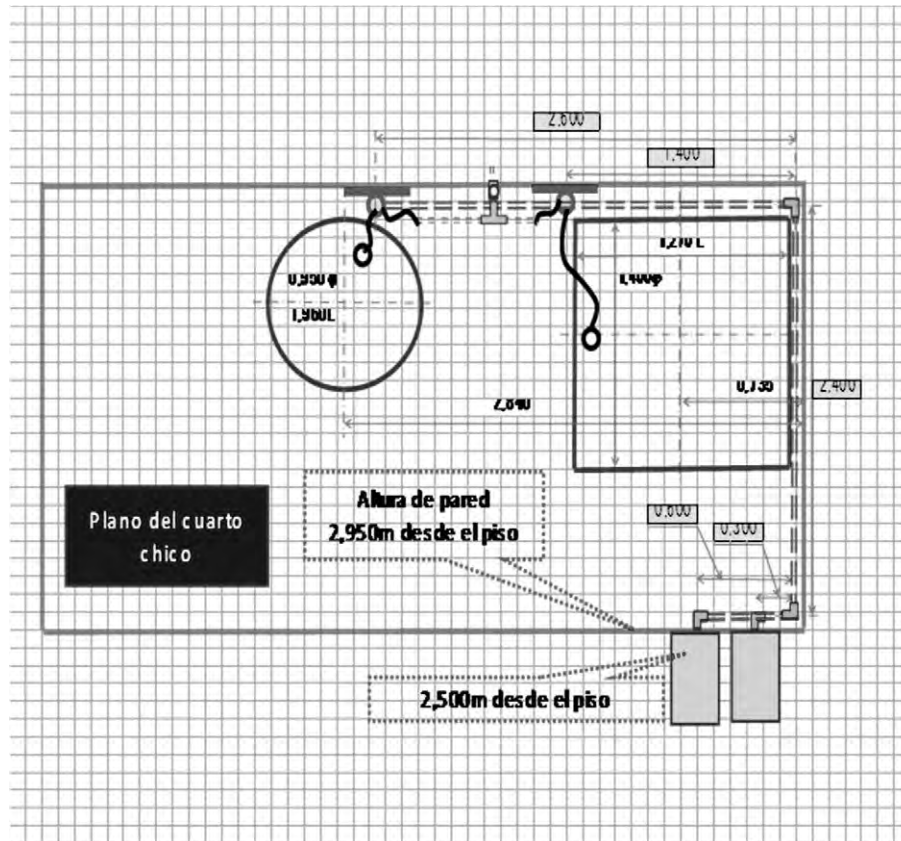 2,600
1,400
1,270 L
0,950 φ
1,400φ
1,960L
0,735
2,400
2,840
Altura de pared
2,950m desde el piso
Plano del cuarto
chico
0,600
0,300
2,500m desde el piso